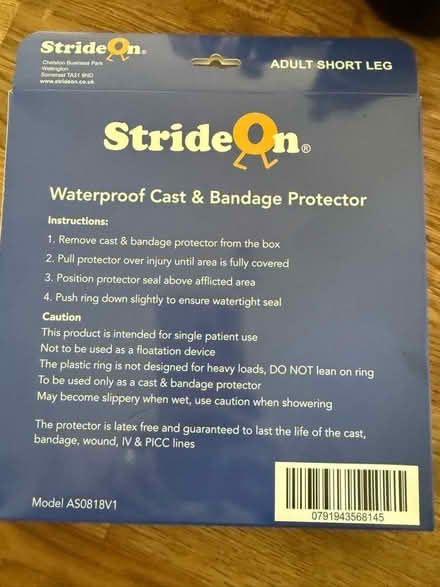 StrideOn®
Chelston Business Park
Wellington
Somerset TA21 9HD
www.strideon.co.uk
ADULT SHORT LEG
StrideOn®
Waterproof Cast & Bandage Protector
Instructions:
1. Remove cast & bandage protector from the box
2. Pull protector over injury until area is fully covered
3. Position protector seal above afflicted area
4. Push ring down slightly to ensure watertight seal
Caution
This product is intended for single patient use
Not to be used as a floatation device
The plastic ring is not designed for heavy loads, DO NOT lean on ring
To be used only as a cast & bandage protector
May become slippery when wet, use caution when showering
The protector is latex free and guaranteed to last the life of the cast,
bandage, wound, IV & PICC lines
Model AS0818V1
0791943568145